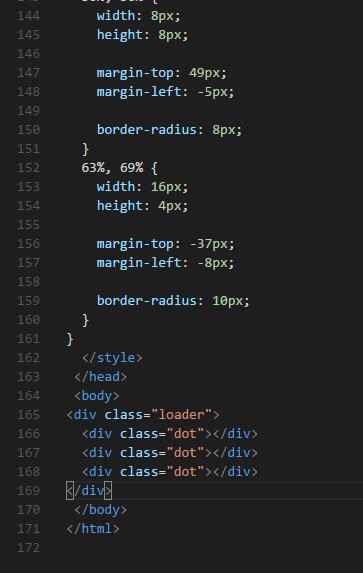 144 width: 8px;
145 height: 8px;
146
147 margin-top: 49px;
148 margin-left: -5px;
149
150 border-radius: 8px;
151 }
152 63%, 69% {
153 width: 16px;
154 height: 4px;
155
156 margin-top: -37px;
157 margin-left: -8px;
158
159 border-radius: 10px;
160 }
161 }
162 </style>
163 </head>
164 <body>
165 <div class="loader">
166 <div class="dot"></div>
167 <div class="dot"></div>
168 <div class="dot"></div>
169 </div>
170 </body>
171 </html>
172